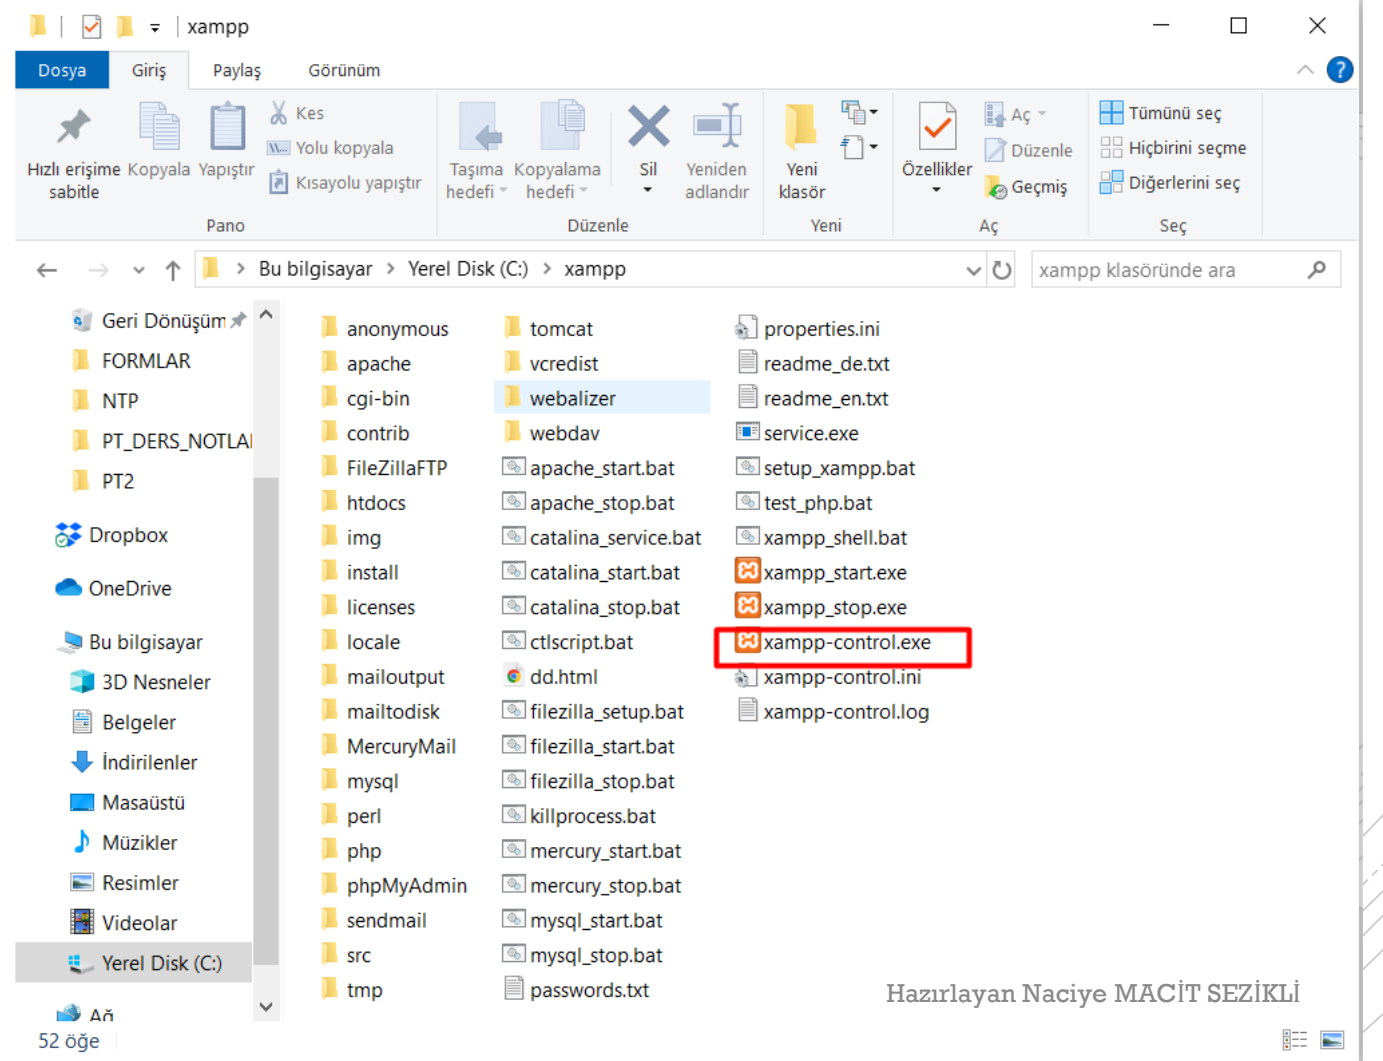 xampp
Dosya Giriş Paylaş Görünüm
Hızlı erişime sabitle
Kopyala
Yapıştır
Kes
Yolu kopyala
Kısayolu yapıştır
Pano
Taşıma hedefi
Kopyalama hedefi
Sil
Yeniden adlandır
Düzenle
Yeni klasör
Yeni
Özellikler
Aç
Düzenle
Geçmiş
Aç
Tümünü seç
Hiçbirini seçme
Diğerlerini seç
Seç
Bu bilgisayar > Yerel Disk (C:) > xampp
xampp klasöründe ara
Geri Dönüşüm
FORMLAR
NTP
PT_DERS_NOTLA
PT2
Dropbox
OneDrive
Bu bilgisayar
3D Nesneler
Belgeler
İndirilenler
Masaüstü
Müzikler
Resimler
Videolar
Yerel Disk (C:)
Ağ
anonymous
apache
cgi-bin
contrib
FileZillaFTP
htdocs
img
install
licenses
locale
mailoutput
mailtodisk
MercuryMail
mysql
perl
php
phpMyAdmin
sendmail
src
tmp
tomcat
vcredist
webalizer
webdav
apache_start.bat
apache_stop.bat
catalina_service.bat
catalina_start.bat
catalina_stop.bat
ctlscript.bat
dd.html
filezilla_setup.bat
filezilla_start.bat
filezilla_stop.bat
killprocess.bat
mercury_start.bat
mercury_stop.bat
mysql_start.bat
mysql_stop.bat
passwords.txt
properties.ini
readme_de.txt
readme_en.txt
service.exe
setup_xampp.bat
test_php.bat
xampp_shell.bat
xampp_start.exe
xampp_stop.exe
xampp-control.exe
xampp-control.ini
xampp-control.log
Hazırlayan Naciye MACİT SEZİKLİ
52 öğe